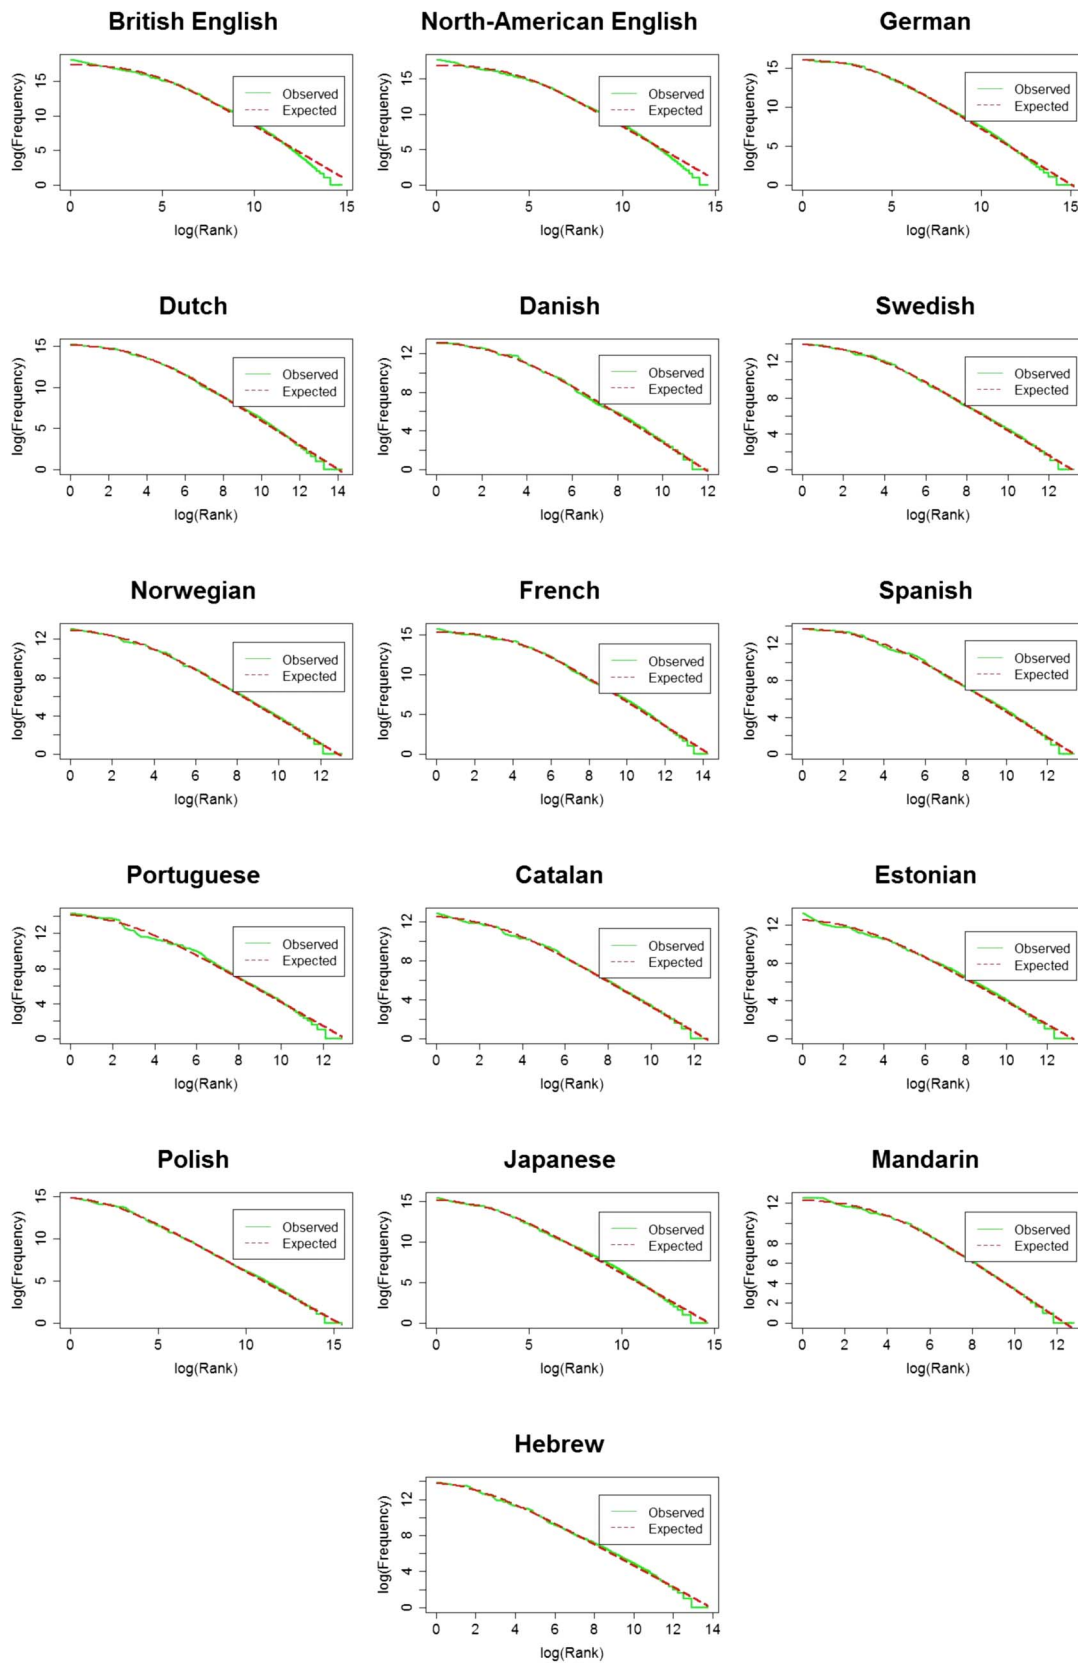 British English
log(Frequency)
15
10
5
0
Observed
Expected
0 5 10 15
log(Rank)
North-American English
log(Frequency)
15
10
5
0
Observed
Expected
0 5 10 15
log(Rank)
German
log(Frequency)
15
10
5
0
Observed
Expected
0 5 10 15
log(Rank)
Dutch
log(Frequency)
15
10
5
0
Observed
Expected
0 2 4 6 8 10 12 14
log(Rank)
Danish
log(Frequency)
12
8
4
0
Observed
Expected
0 2 4 6 8 10 12
log(Rank)
Swedish
log(Frequency)
12
8
4
0
Observed
Expected
0 2 4 6 8 10 12
log(Rank)
Norwegian
log(Frequency)
12
8
4
0
Observed
Expected
0 2 4 6 8 10 12
log(Rank)
French
log(Frequency)
15
10
5
0
Observed
Expected
0 2 4 6 8 10 12 14
log(Rank)
Spanish
log(Frequency)
12
8
4
0
Observed
Expected
0 2 4 6 8 10 12
log(Rank)
Portuguese
log(Frequency)
12
8
4
0
Observed
Expected
0 2 4 6 8 10 12
log(Rank)
Catalan
log(Frequency)
12
8
4
0
Observed
Expected
0 2 4 6 8 10 12
log(Rank)
Estonian
log(Frequency)
12
8
4
0
Observed
Expected
0 2 4 6 8 10 12
log(Rank)
Polish
log(Frequency)
15
10
5
0
Observed
Expected
0 5 10 15
log(Rank)
Japanese
log(Frequency)
15
10
5
0
Observed
Expected
0 5 10 15
log(Rank)
Mandarin
log(Frequency)
12
8
6
4
2
0
Observed
Expected
0 2 4 6 8 10 12
log(Rank)
Hebrew
log(Frequency)
12
8
4
0
Observed
Expected
0 2 4 6 8 10 12 14
log(Rank)